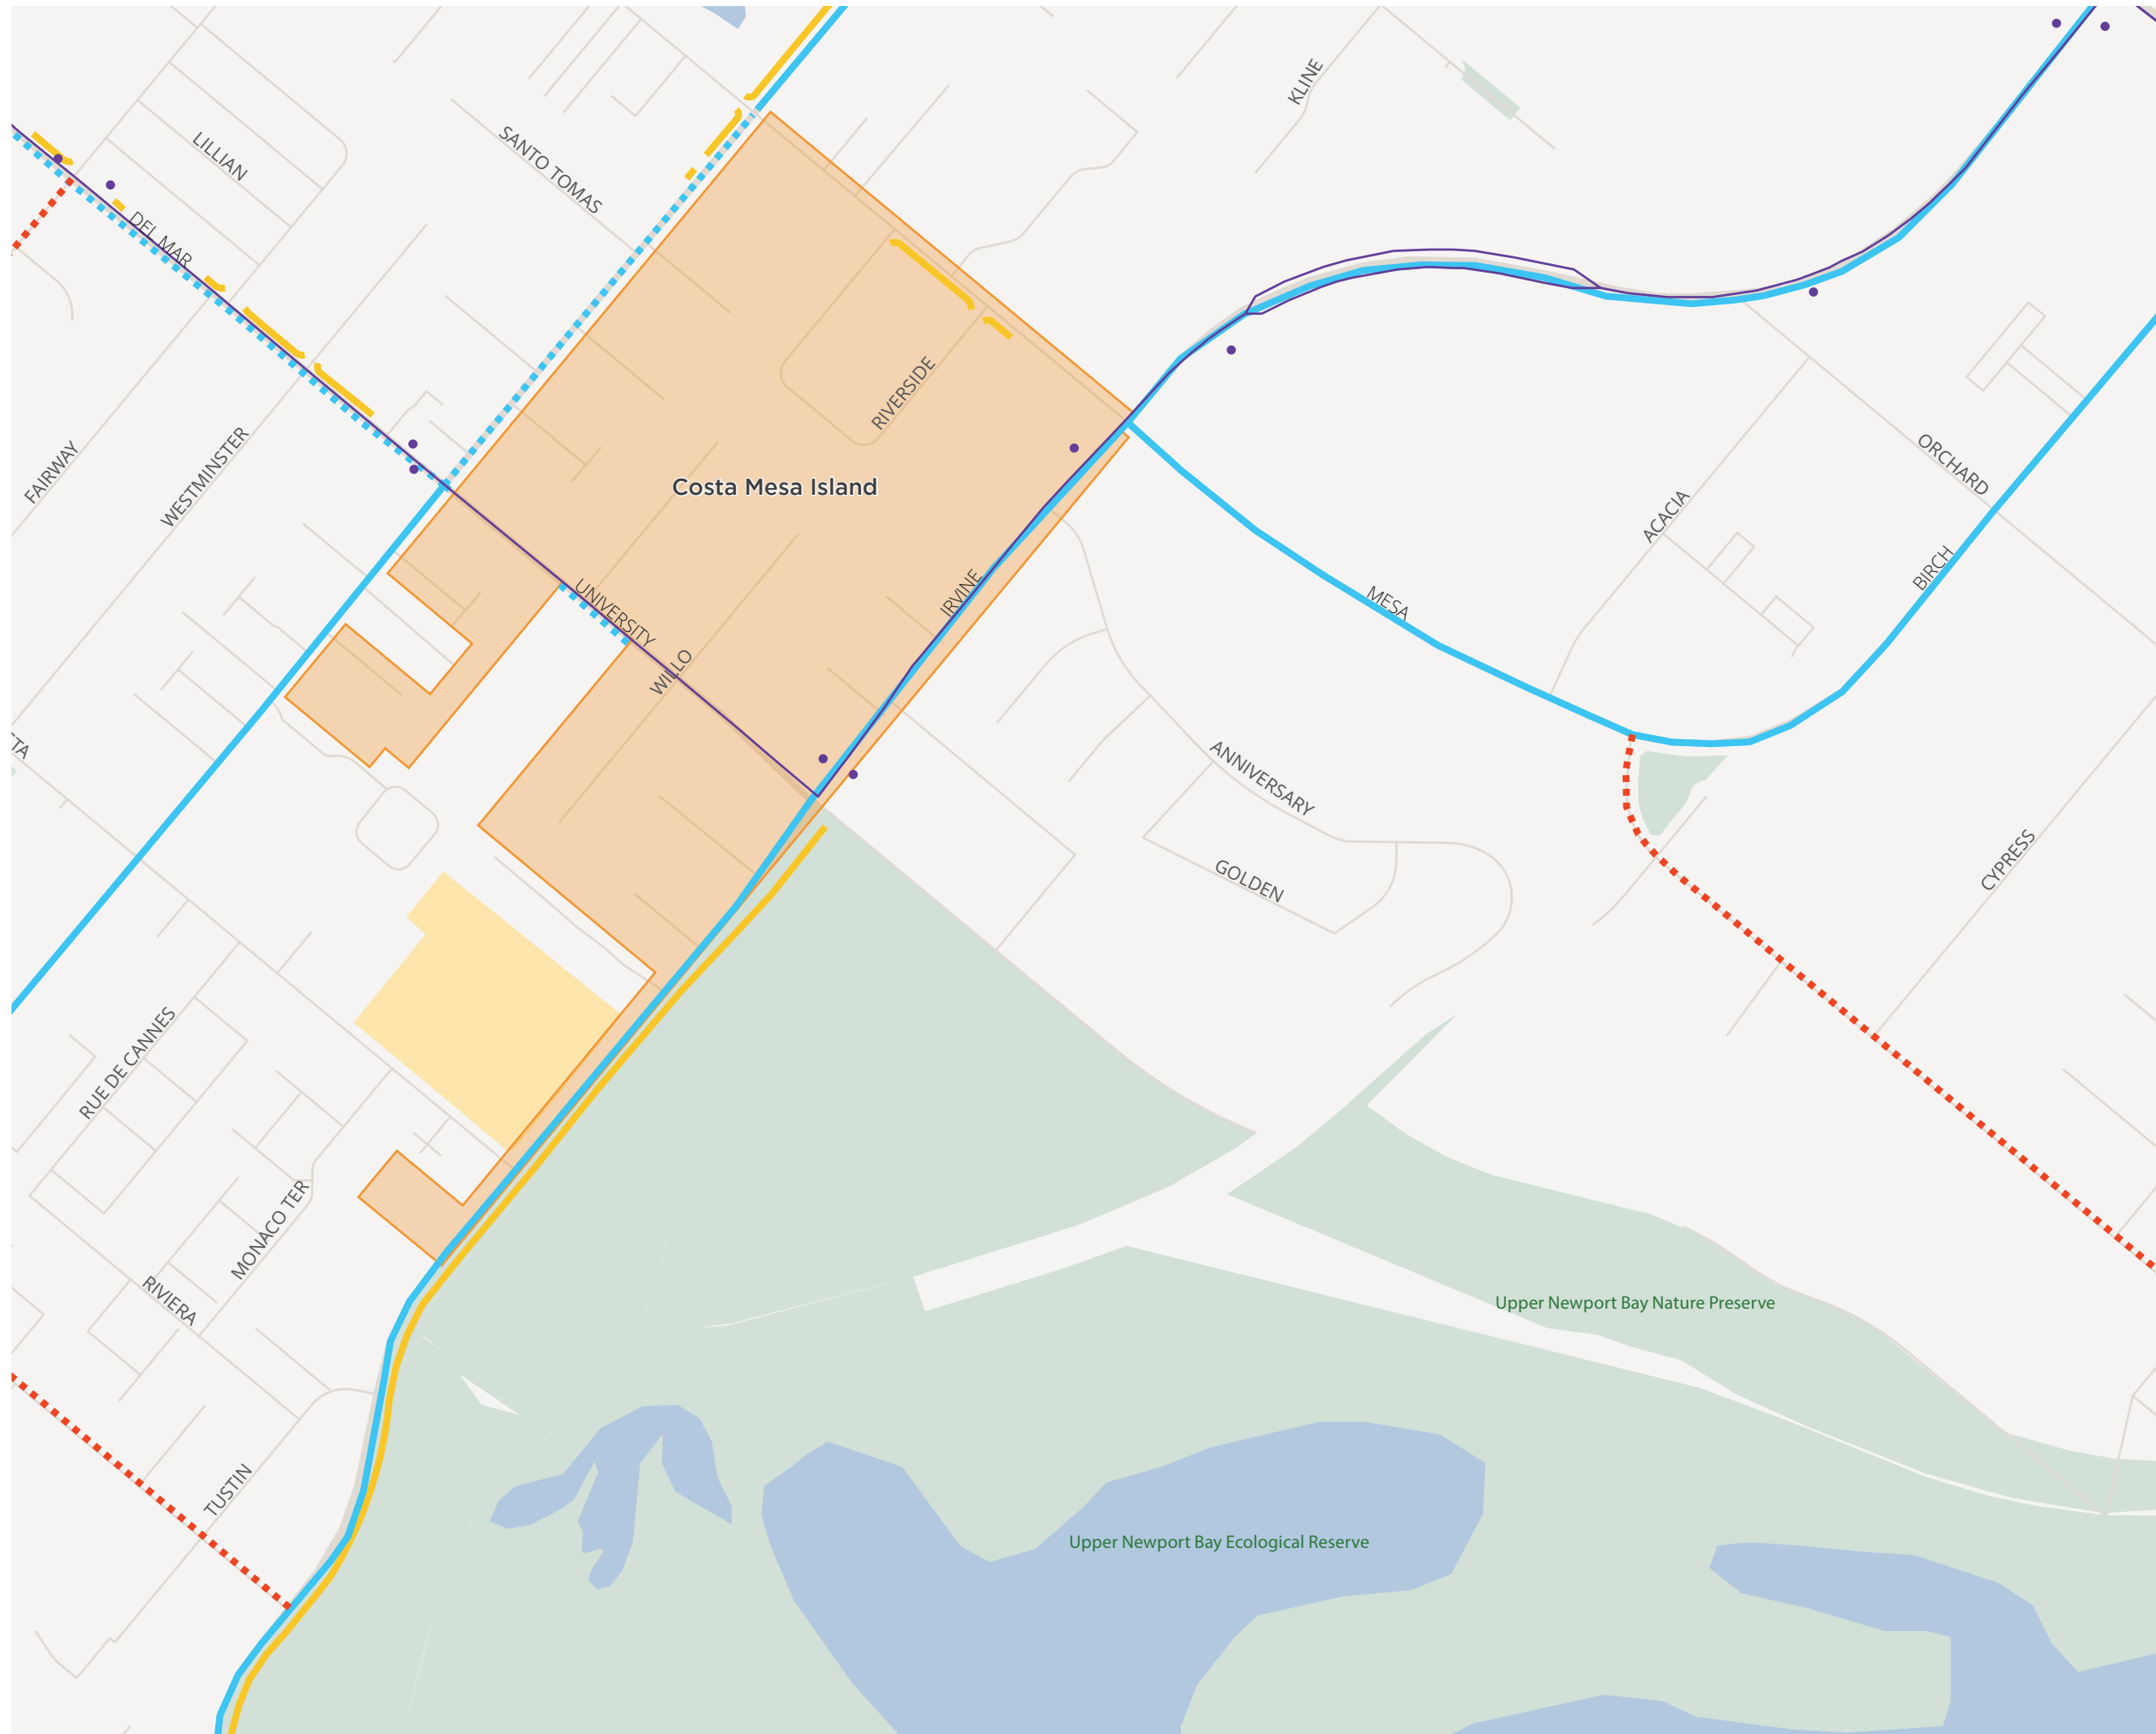 KLINE
LILLIAN
SANTO TOMAS
DEL MAR
RIVERSIDE
FAIRWAY
WESTMINSTER
Costa Mesa Island
ORCHARD
ACACIA
BIRCH
UNIVERSITY
IRVINE
MESA
WILLO
TA
ANNIVERSARY
GOLDEN
CYPRESS
RUE DE CANNES
MONACO TER
RIVIERA
Upper Newport Bay Nature Preserve
TUSTIN
Upper Newport Bay Ecological Reserve